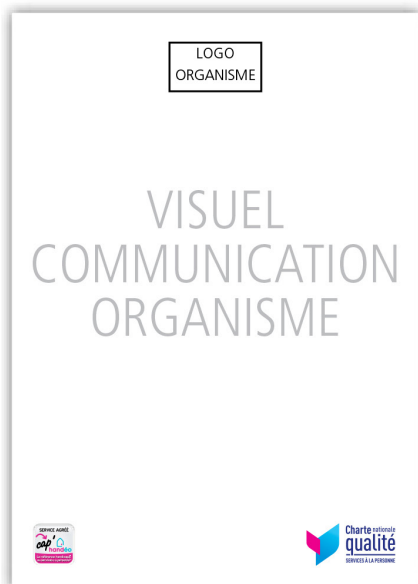 LOGO
ORGANISME
VISUEL
COMMUNICATION
ORGANISME
SERVICE AGRÉÉ
cap'
handéo
Charte nationale
qualité
SERVICES À LA PERSONNE